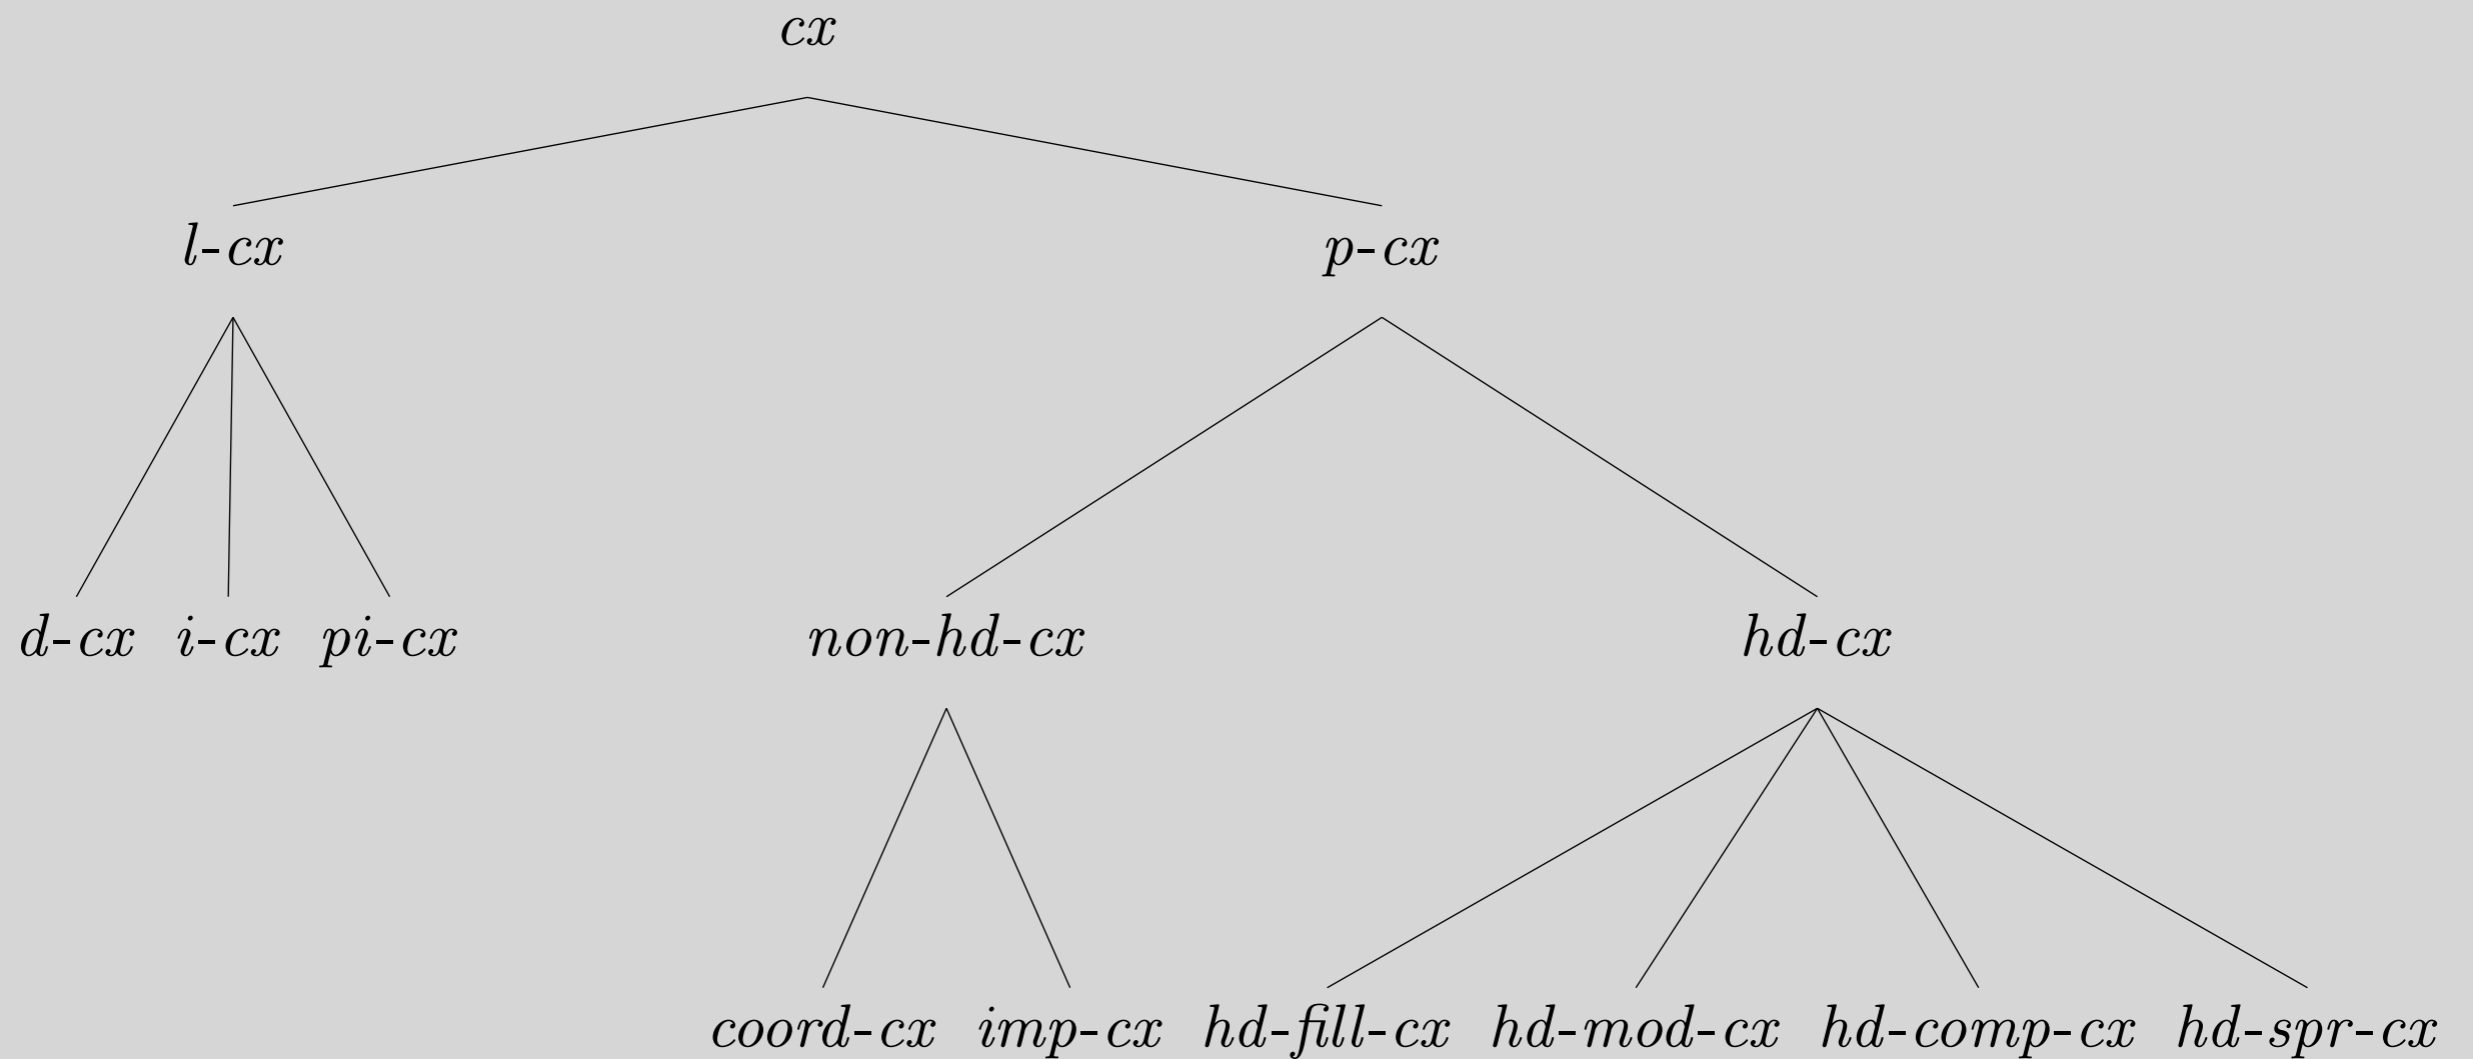 cx
l-cx p-cx
d-cx i-cx pi-cx non-hd-cx hd-cx
coord-cx imp-cx hd-fill-cx hd-mod-cx hd-comp-cx hd-spr-cx